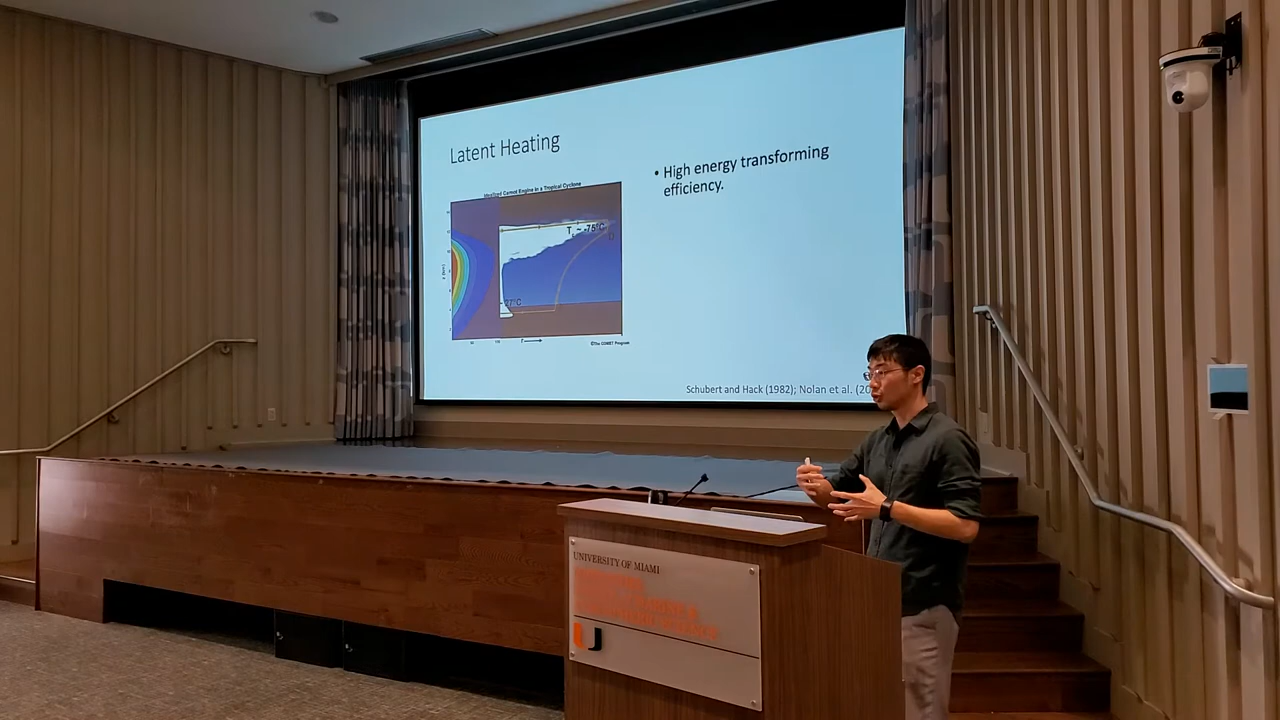 Latent Heating
Idealized Carnot Engine in a Tropical Cyclone
• High energy transforming
efficiency.
-75°C
27°C
©The COMET Program
Schubert and Hack (1982); Nolan et al.
UNIVERSITY OF MIAMI